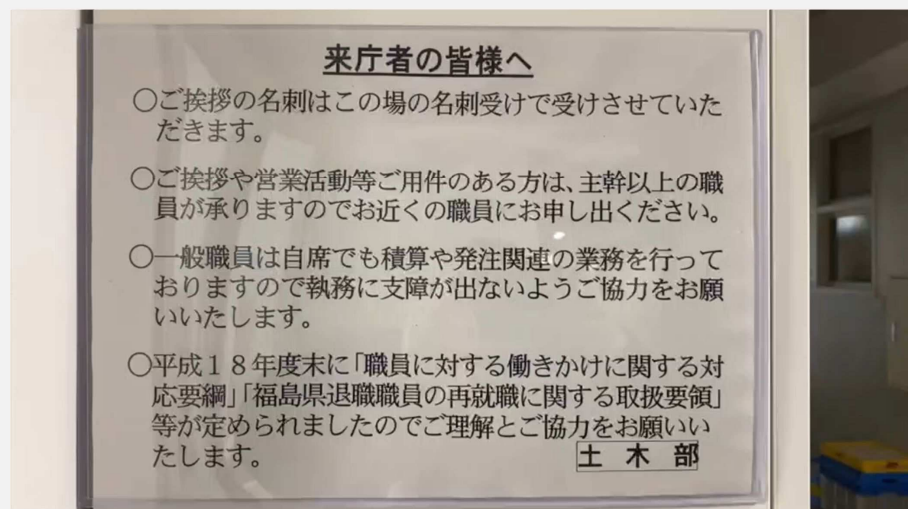 来庁者の皆様へ
○ご挨拶の名刺はこの場の名刺受けで受けさせていた
だきます。
○ご挨拶や営業活動等ご用件のある方は、主幹以上の職
員が承りますのでお近くの職員にお申し出ください。
○一般職員は自席でも積算や発注関連の業務を行って
おりますので執務に支障が出ないようご協力をお願
いいたします。
○平成18年度末に「職員に対する働きかけに関する対
応要綱」「福島県退職職員の再就職に関する取扱要領」
等が定められましたのでご理解とご協力をお願いい
たします。
土木部